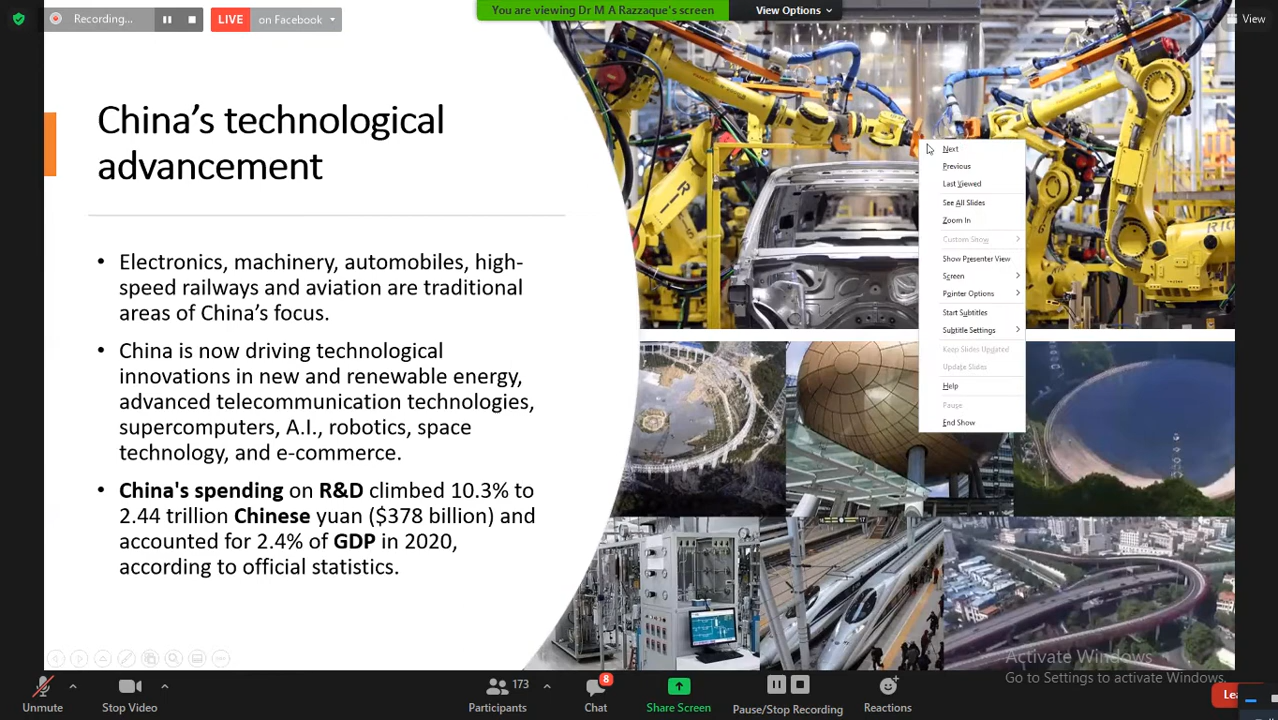 Recording...
LIVE
on Facebook
You are viewing Dr M A Razzaque's screen
View Options
View
China's technological
advancement
• Electronics, machinery, automobiles, high-
speed railways and aviation are traditional
areas of China's focus.
• China is now driving technological
innovations in new and renewable energy,
advanced telecommunication technologies,
supercomputers, A.I., robotics, space
technology, and e-commerce.
• China's spending on R&D climbed 10.3% to
2.44 trillion Chinese yuan ($378 billion) and
accounted for 2.4% of GDP in 2020,
according to official statistics.
Next
Previous
Last Viewed
See All Slides
Zoom In
Custom Show
Show Presenter View
Screen
Pointer Options
Start Subtitles
Subtitle Settings
Keep Slides Updated
Update Slides
Help
Pause
End Show
Activate Windows
Go to Settings to activate Windows.
Unmute
Stop Video
173
Participants
8
Chat
Share Screen
Pause/Stop Recording
Reactions
Lea